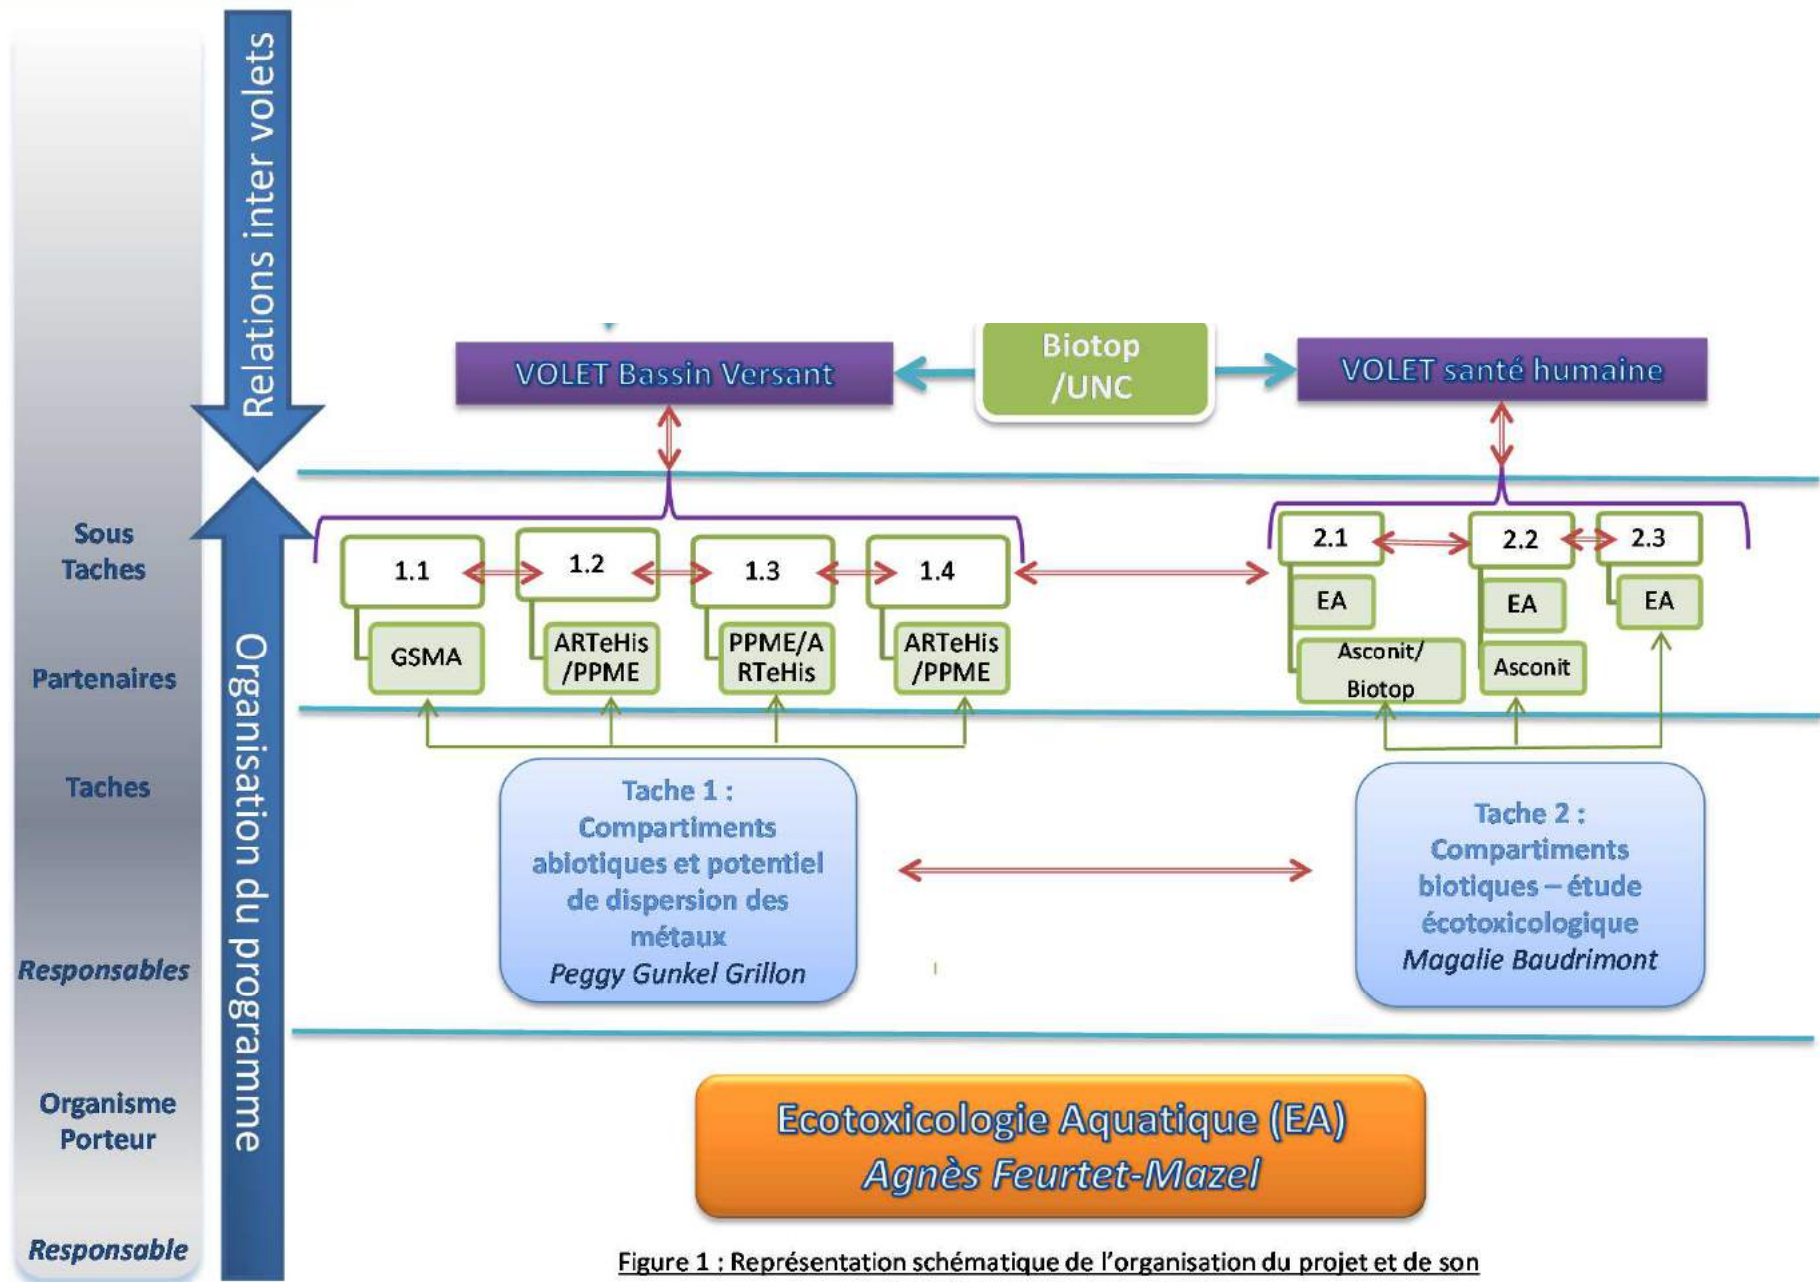 Relations inter volets
Organisation du programme
Sous
Taches
Partenaires
Taches
Responsables
Organisme
Porteur
Responsable
VOLET Bassin Versant
Biotop
/UNC
VOLET santé humaine
1.1
1.2
1.3
1.4
2.1
2.2
2.3
GSMA
ARTeHis
/PPME
PPME/A
RTeHis
ARTeHis
/PPME
EA
Asconit/
Biotop
EA
Asconit
EA
Tache 1 :
Compartiments
abiotiques et potentiel
de dispersion des
métaux
Peggy Gunkel Grillon
Tache 2 :
Compartiments
biotiques – étude
écotoxicologique
Magalie Baudrimont
Ecotoxicologie Aquatique (EA)
Agnès Feurtet-Mazel
Figure 1 : Représentation schématique de l'organisation du projet et de son